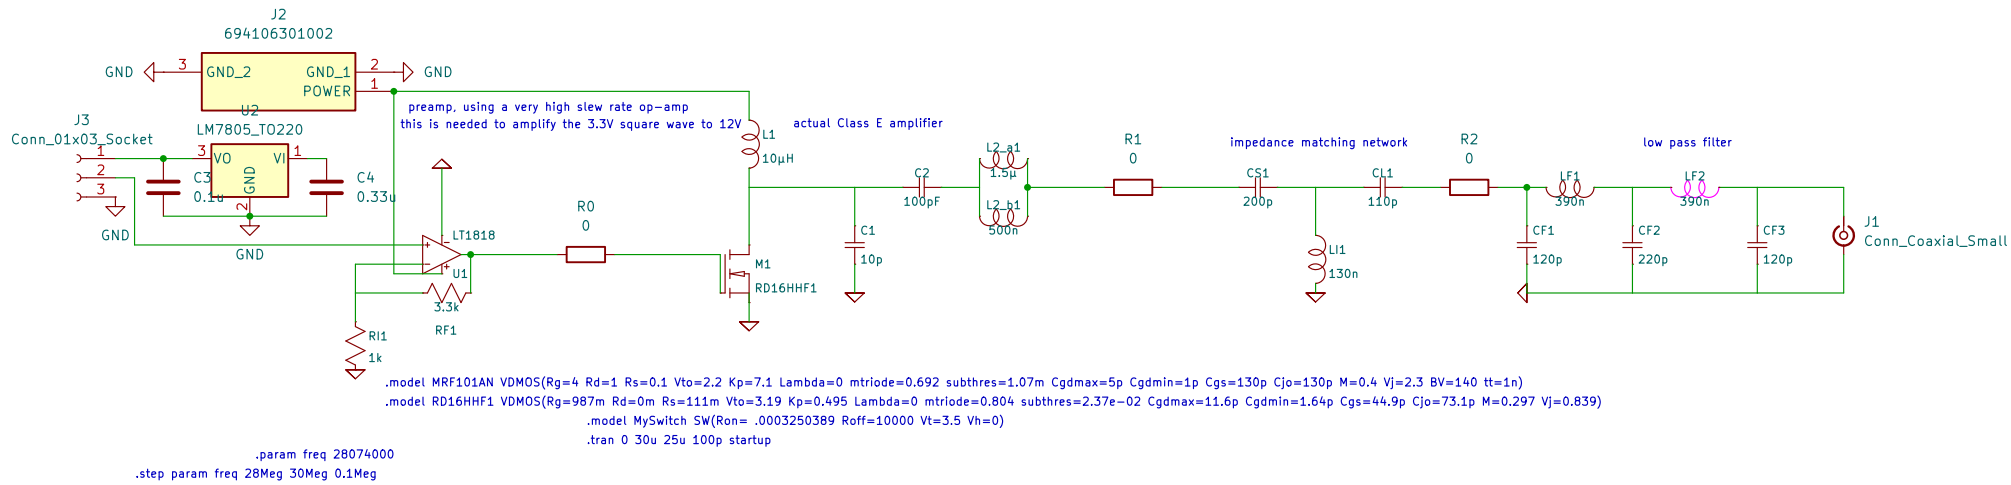 J2
694106301002
GND
3
GND_2
GND_1
2
GND
POWER
1
U2
LM7805_TO220
J3
Conn_01x03_Socket
1
2
3
GND
3
VO
VI
1
GND
2
C3
0.1u
C4
0.33u
GND
preamp, using a very high slew rate op-amp
this is needed to amplify the 3.3V square wave to 12V
L1
10µH
actual Class E amplifier
LT1818
U1
3.3k
RF1
RI1
1k
R0
0
M1
RD16HHF1
C1
10p
C2
100pF
L2_a1
1.5µ
L2_b1
500n
R1
0
impedance matching network
CS1
200p
LI1
130n
CL1
110p
R2
0
low pass filter
LF1
390n
LF2
390n
CF1
120p
CF2
220p
CF3
120p
J1
Conn_Coaxial_Small
.model MRF101AN VDMOS(Rg=4 Rd=1 Rs=0.1 Vto=2.2 Kp=7.1 Lambda=0 mtriode=0.692 subthres=1.07m Cgdmax=5p Cgdmin=1p Cgs=130p Cjo=130p M=0.4 Vj=2.3 BV=140 tt=1n)
.model RD16HHF1 VDMOS(Rg=987m Rd=0m Rs=111m Vto=3.19 Kp=0.495 Lambda=0 mtriode=0.804 subthres=2.37e-02 Cgdmax=11.6p Cgdmin=1.64p Cgs=44.9p Cjo=73.1p M=0.297 Vj=0.839)
.model MySwitch SW(Ron= .0003250389 Roff=10000 Vt=3.5 Vh=0)
.tran 0 30u 25u 100p startup
.param freq 28074000
.step param freq 28Meg 30Meg 0.1Meg